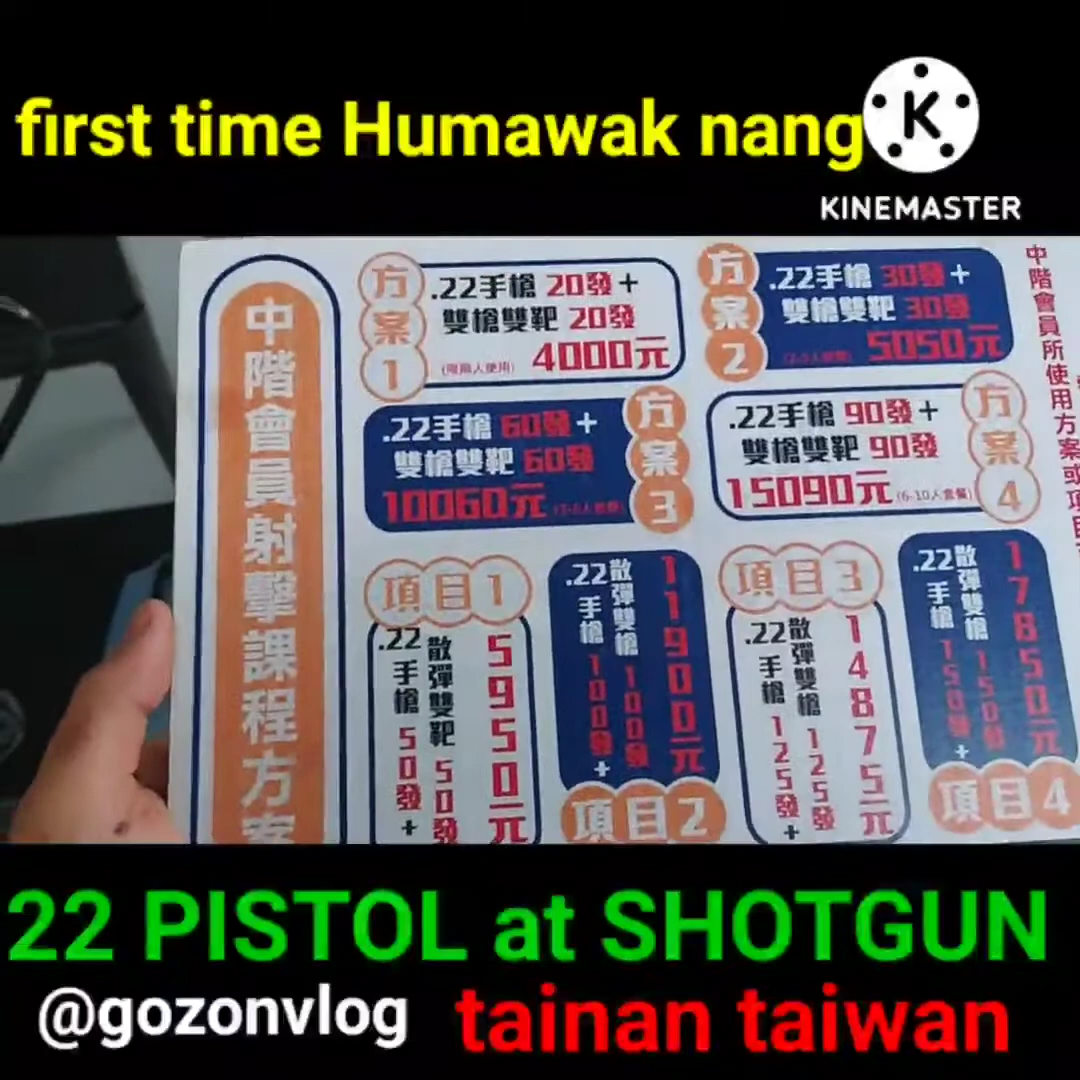 first time Humawak nang
KINEMASTER
中階會員射擊課程方案
方案1
.22手槍 20發+
雙槍雙靶 20發
(限兩人使用) 4000元
方案2
.22手槍 30發+
雙槍雙靶 30發
5050元
方案3
.22手槍 60發+
雙槍雙靶 60發
10060元
方案4
.22手槍 90發+
雙槍雙靶 90發
15090元 (6-10人套餐)
中階會員所使用方案或項目
項目1
.22手槍 50發+
散彈雙靶 50發
5950元
項目2
.22手槍 100發+
散彈雙槍 100發
11900元
項目3
.22手槍 125發+
散彈雙槍 125發
14875元
項目4
.22手槍 150發+
散彈雙槍 150發
17850元
22 PISTOL at SHOTGUN
@gozonvlog
tainan taiwan